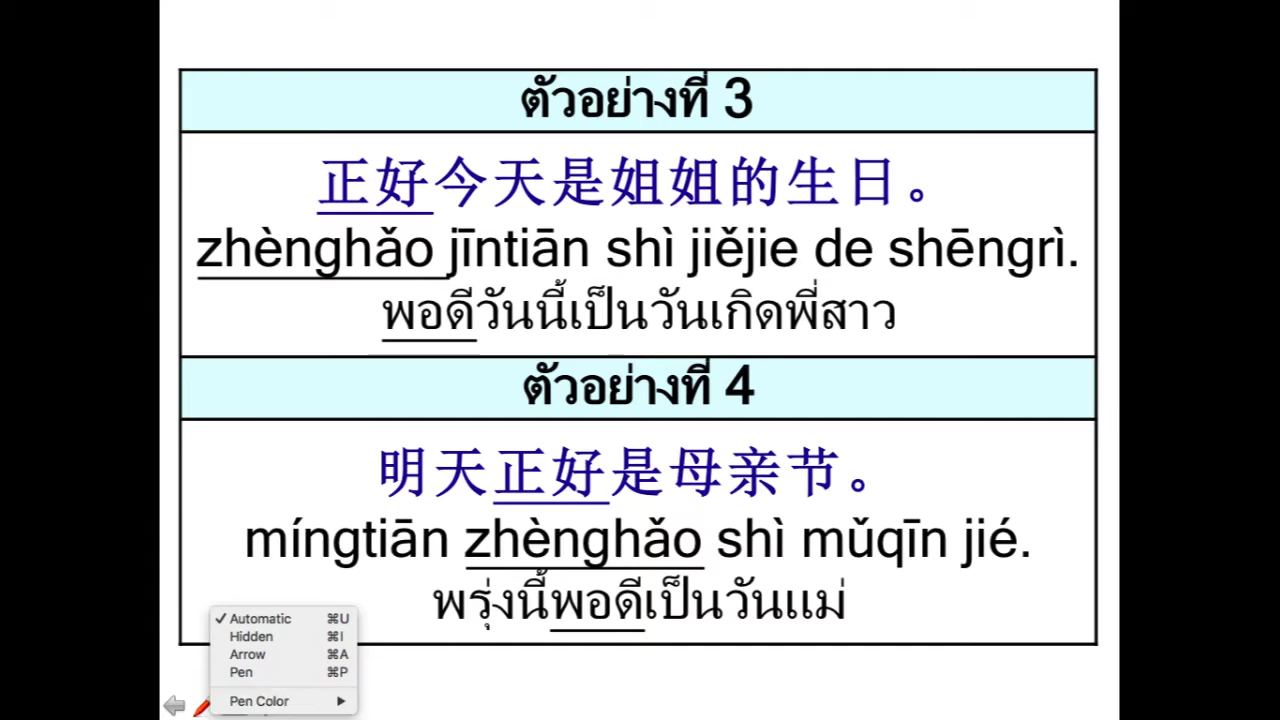 ตัวอย่างที่ 3
正好今天是姐姐的生日。
zhènghǎo jīntiān shì jiějie de shēngrì.
พอดีวันนี้เป็นวันเกิดพี่สาว
ตัวอย่างที่ 4
明天正好是母亲节。
míngtiān zhènghǎo shì mǔqīn jié.
พรุ่งนี้พอดีเป็นวันแม่
✓ Automatic ⌘U
Hidden ⌘I
Arrow ⌘A
Pen ⌘P
Pen Color ▶